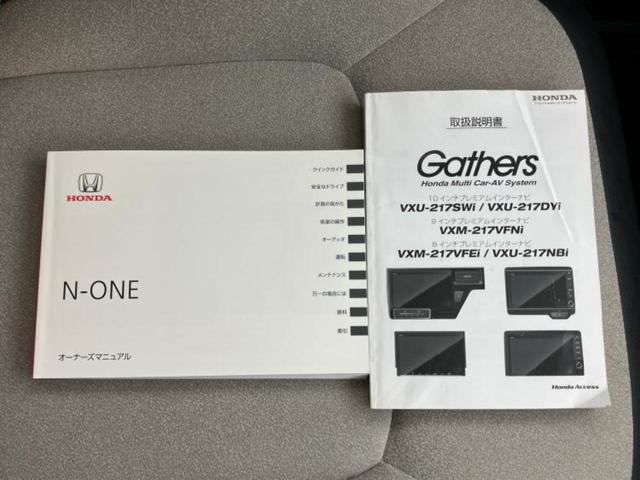 HONDA
N-ONE
オーナーズマニュアル
クイックガイド
安全なドライブ
計器の見かた
各部の操作
オーディオ
運転
メンテナンス
万一の場合には
資料
索引
HONDA
The Power of Dreams
取扱説明書
Gathers
Honda Multi Car-AV System
10インチプレミアムインターナビ
VXU-217SWi / VXU-217DYi
9インチプレミアムインターナビ
VXM-217VFNi
8インチプレミアムインターナビ
VXM-217VFEi / VXU-217NBi
Honda Access